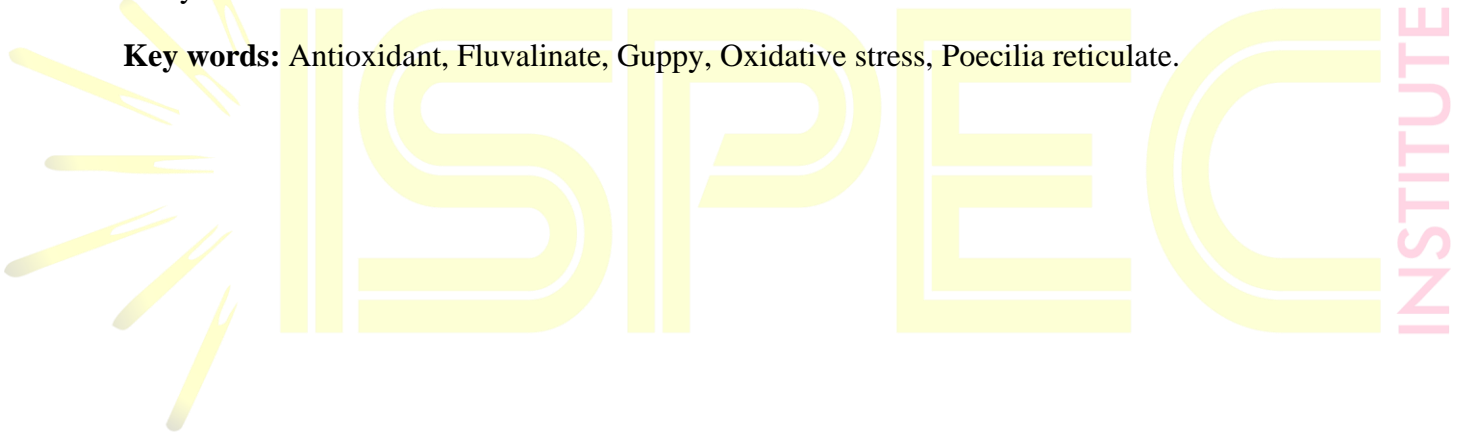 Key words: Antioxidant, Fluvalinate, Guppy, Oxidative stress, Poecilia reticulate.
ISPEC
INSTITUTE